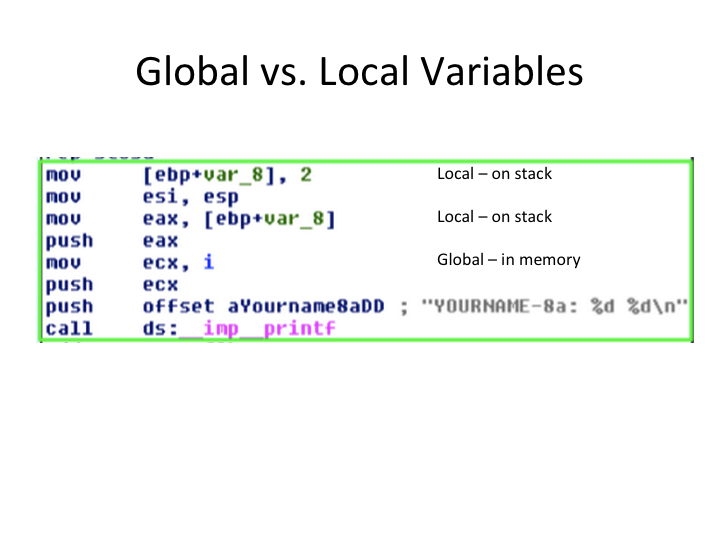 Global vs. Local Variables
mov [ebp+var_8], 2 Local – on stack
mov esi, esp
mov eax, [ebp+var_8] Local – on stack
push eax
mov ecx, i Global – in memory
push ecx
push offset aYourname8aDD ; "YOURNAME-8a: %d %d\n"
call ds:__imp__printf